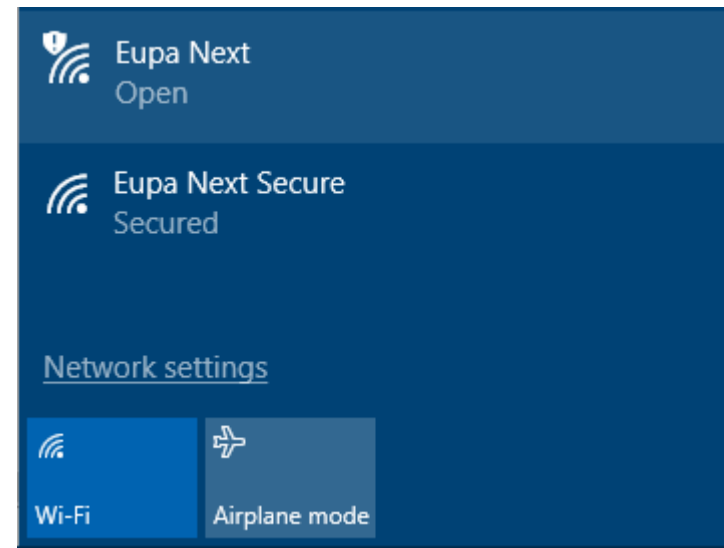 Eupa Next
Open
Eupa Next Secure
Secured
Network settings
Wi-Fi
Airplane mode